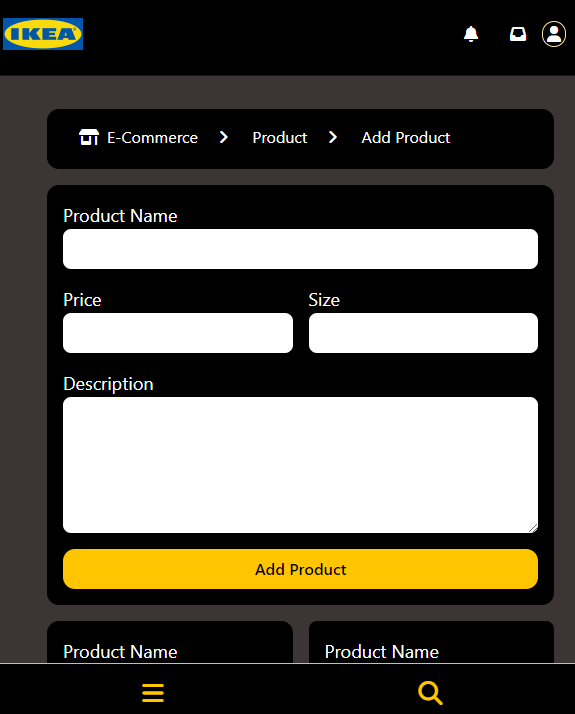 IKEA
E-Commerce Product Add Product
Product Name
Price Size
Description
Add Product
Product Name Product Name